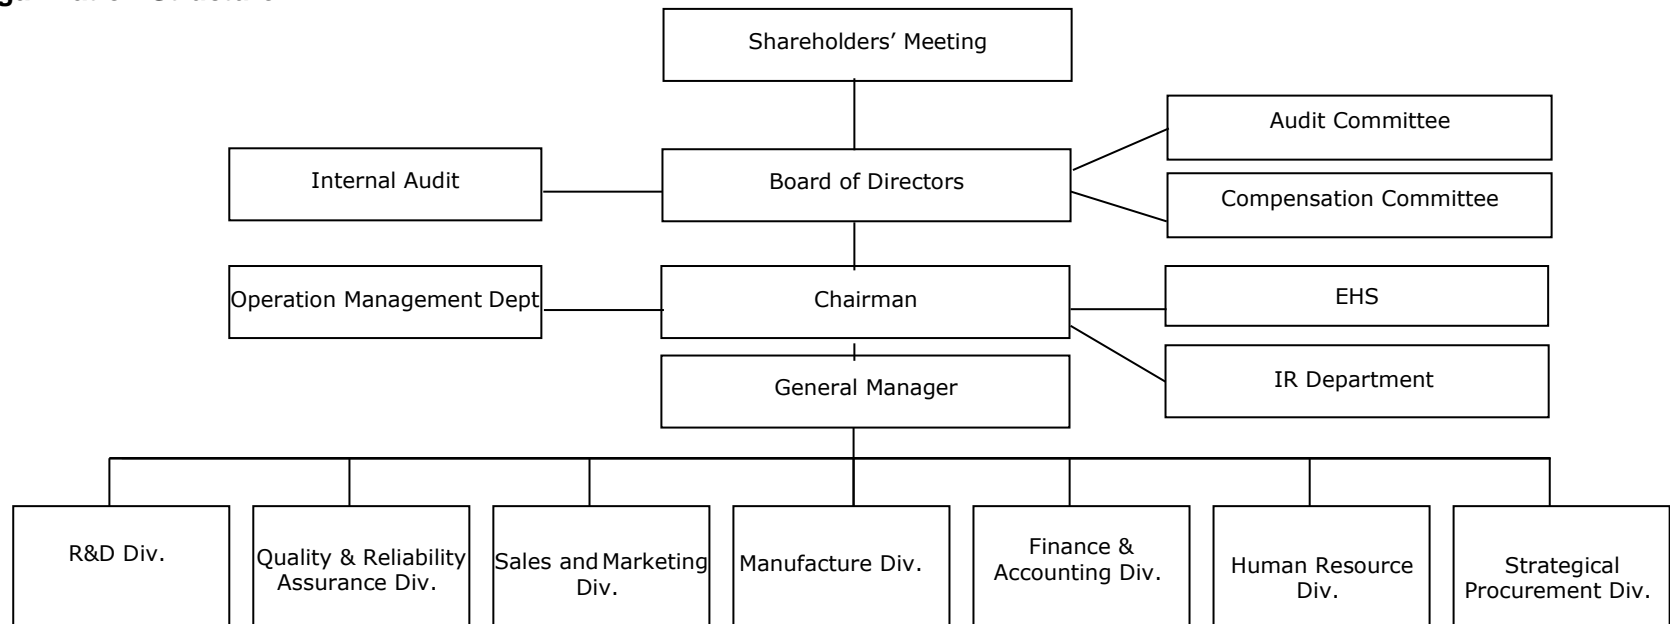 Shareholders’ Meeting
Audit Committee
Internal Audit
Board of Directors
Compensation Committee
Operation Management Dept
Chairman
EHS
IR Department
General Manager
R&D Div.
Quality & Reliability
Assurance Div.
Sales and Marketing
Div.
Manufacture Div.
Finance &
Accounting Div.
Human Resource
Div.
Strategical
Procurement Div.